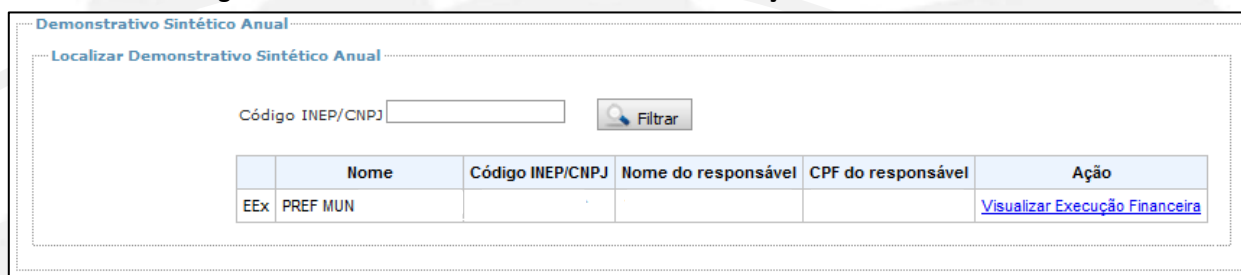 Demonstrativo Sintético Anual
Localizar Demonstrativo Sintético Anual
Código INEP/CNPJ Filtrar
Nome Código INEP/CNPJ Nome do responsável CPF do responsável Ação
EEx PREF MUN Visualizar Execução Financeira